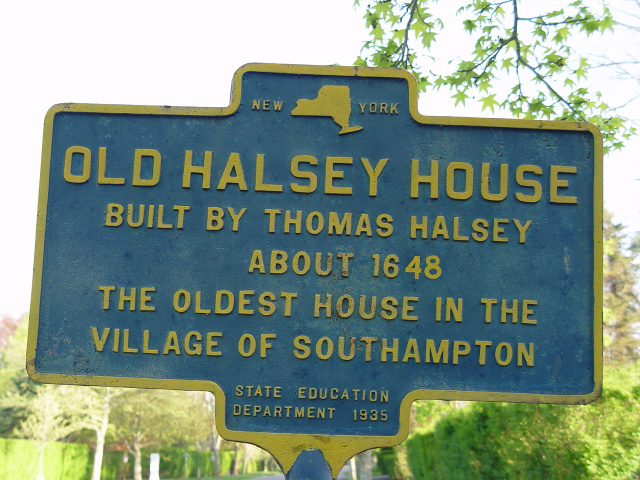 NEW YORK
OLD HALSEY HOUSE
BUILT BY THOMAS HALSEY
ABOUT 1648
THE OLDEST HOUSE IN THE
VILLAGE OF SOUTHAMPTON
STATE EDUCATION
DEPARTMENT 1935